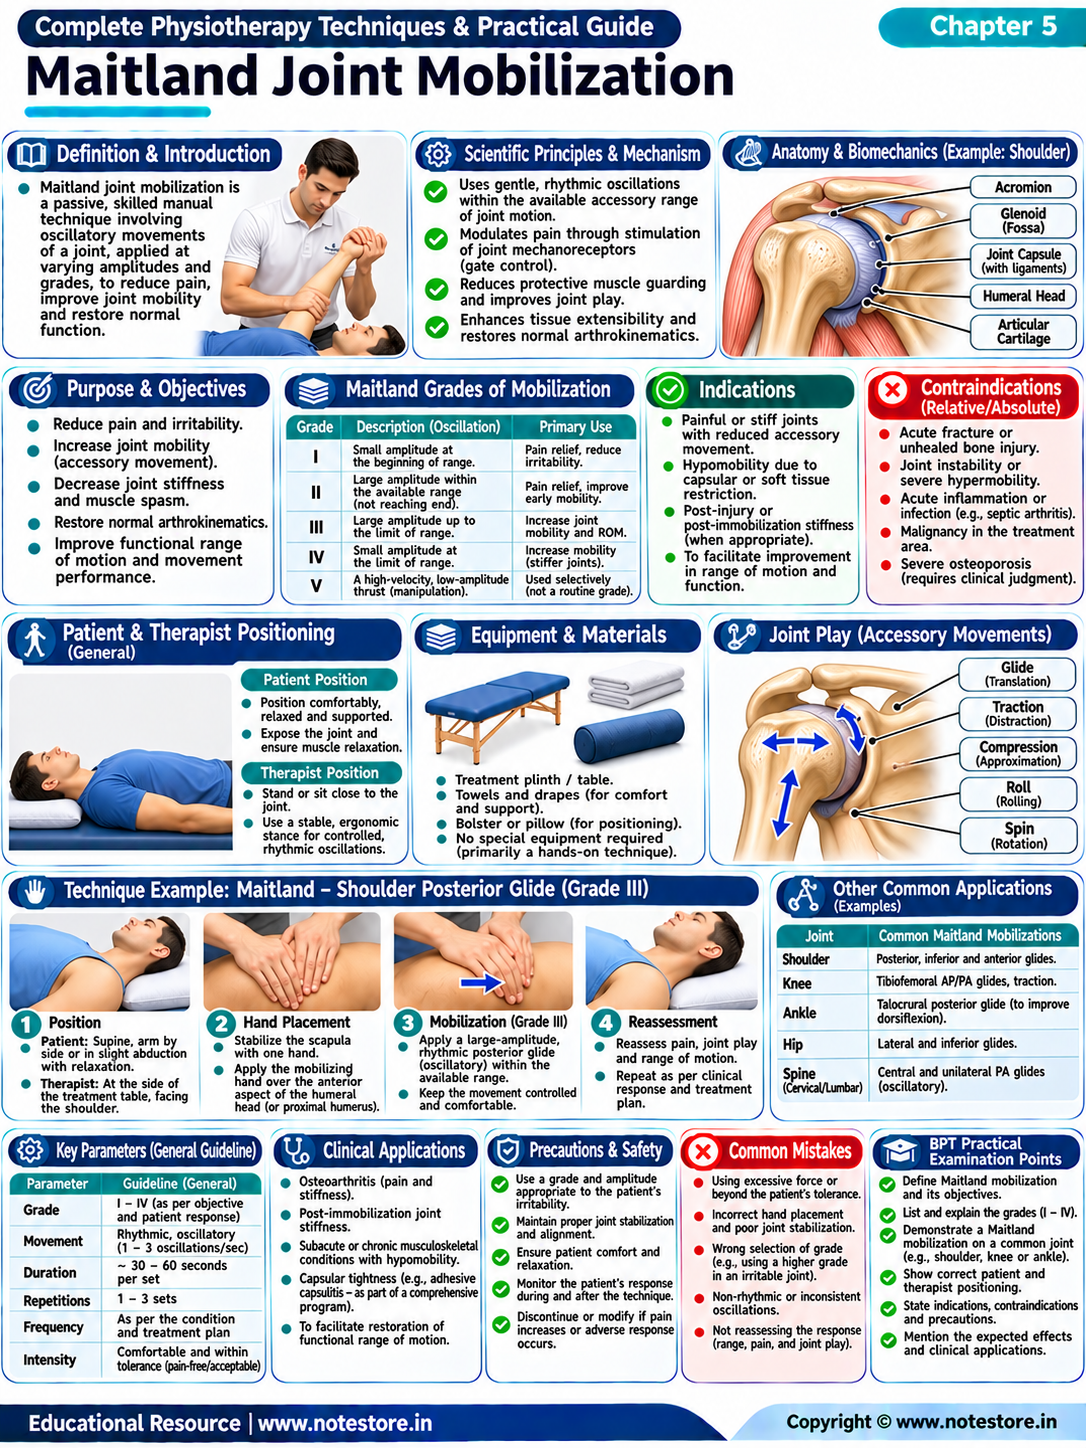 Complete Physiotherapy Techniques & Practical Guide
Chapter 5
Maitland Joint Mobilization
Definition & Introduction
Maitland joint mobilization is
a passive, skilled manual
technique involving
oscillatory movements
of a joint, applied at
varying amplitudes and
grades, to reduce pain,
improve joint mobility
and restore normal
function.
Scientific Principles & Mechanism
Uses gentle, rhythmic oscillations
within the available accessory range
of joint motion.
Modulates pain through stimulation
of joint mechanoreceptors
(gate control).
Reduces protective muscle guarding
and improves joint play.
Enhances tissue extensibility and
restores normal arthrokinematics.
Anatomy & Biomechanics (Example: Shoulder)
Acromion
Glenoid
(Fossa)
Joint Capsule
(with ligaments)
Humeral Head
Articular
Cartilage
Purpose & Objectives
Reduce pain and irritability.
Increase joint mobility
(accessory movement).
Decrease joint stiffness
and muscle spasm.
Restore normal arthrokinematics.
Improve functional range
of motion and movement
performance.
Maitland Grades of Mobilization
Grade Description (Oscillation) Primary Use
I Small amplitude at the beginning of range. Pain relief, reduce irritability.
II Large amplitude within the available range (not reaching end). Pain relief, improve early mobility.
III Large amplitude up to the limit of range. Increase joint mobility and ROM.
IV Small amplitude at the limit of range. Increase mobility (stiffer joints).
V A high-velocity, low-amplitude thrust (manipulation). Used selectively (not a routine grade).
Indications
Painful or stiff joints
with reduced accessory
movement.
Hypomobility due to
capsular or soft tissue
restriction.
Post-injury or
post-immobilization stiffness
(when appropriate).
To facilitate improvement
in range of motion and
function.
Contraindications
(Relative/Absolute)
Acute fracture or
unhealed bone injury.
Joint instability or
severe hypermobility.
Acute inflammation or
infection (e.g., septic arthritis).
Malignancy in the treatment
area.
Severe osteoporosis
(requires clinical judgment).
Patient & Therapist Positioning
(General)
Patient Position
Position comfortably,
relaxed and supported.
Expose the joint and
ensure muscle relaxation.
Therapist Position
Stand or sit close to the
joint.
Use a stable, ergonomic
stance for controlled,
rhythmic oscillations.
Equipment & Materials
Treatment plinth / table.
Towels and drapes (for comfort
and support).
Bolster or pillow (for positioning).
No special equipment required
(primarily a hands-on technique).
Joint Play (Accessory Movements)
Glide
(Translation)
Traction
(Distraction)
Compression
(Approximation)
Roll
(Rolling)
Spin
(Rotation)
Technique Example: Maitland – Shoulder Posterior Glide (Grade III)
1 Position
Patient: Supine, arm by
side or in slight abduction
with relaxation.
Therapist: At the side of
the treatment table, facing
the shoulder.
2 Hand Placement
Stabilize the scapula
with one hand.
Apply the mobilizing
hand over the anterior
aspect of the humeral
head (or proximal humerus).
3 Mobilization (Grade III)
Apply a large-amplitude,
rhythmic posterior glide
(oscillatory) within the
available range.
Keep the movement controlled
and comfortable.
4 Reassessment
Reassess pain, joint play
and range of motion.
Repeat as per clinical
response and treatment
plan.
Other Common Applications
(Examples)
Joint Common Maitland Mobilizations
Shoulder Posterior, inferior and anterior glides.
Knee Tibiofemoral AP/PA glides, traction.
Ankle Talocrural posterior glide (to improve dorsiflexion).
Hip Lateral and inferior glides.
Spine (Cervical/Lumbar) Central and unilateral PA glides (oscillatory).
Key Parameters (General Guideline)
Parameter Guideline (General)
Grade I – IV (as per objective and patient response)
Movement Rhythmic, oscillatory (1 – 3 oscillations/sec)
Duration ~ 30 – 60 seconds per set
Repetitions 1 – 3 sets
Frequency As per the condition and treatment plan
Intensity Comfortable and within tolerance (pain-free/acceptable)
Clinical Applications
Osteoarthritis (pain and
stiffness).
Post-immobilization joint
stiffness.
Subacute or chronic musculoskeletal
conditions with hypomobility.
Capsular tightness (e.g., adhesive
capsulitis – as part of a comprehensive
program).
To facilitate restoration of
functional range of motion.
Precautions & Safety
Use a grade and amplitude
appropriate to the patient's
irritability.
Maintain proper joint stabilization
and alignment.
Ensure patient comfort and
relaxation.
Monitor the patient's response
during and after the technique.
Discontinue or modify if pain
increases or adverse response
occurs.
Common Mistakes
Using excessive force or
beyond the patient's tolerance.
Incorrect hand placement
and poor joint stabilization.
Wrong selection of grade
(e.g., using a higher grade
in an irritable joint).
Non-rhythmic or inconsistent
oscillations.
Not reassessing the response
(range, pain, and joint play).
BPT Practical
Examination Points
Define Maitland mobilization
and its objectives.
List and explain the grades (I – IV).
Demonstrate a Maitland
mobilization on a common joint
(e.g., shoulder, knee or ankle).
Show correct patient and
therapist positioning.
State indications, contraindications
and precautions.
Mention the expected effects
and clinical applications.
Educational Resource | www.notestore.in
Copyright © www.notestore.in